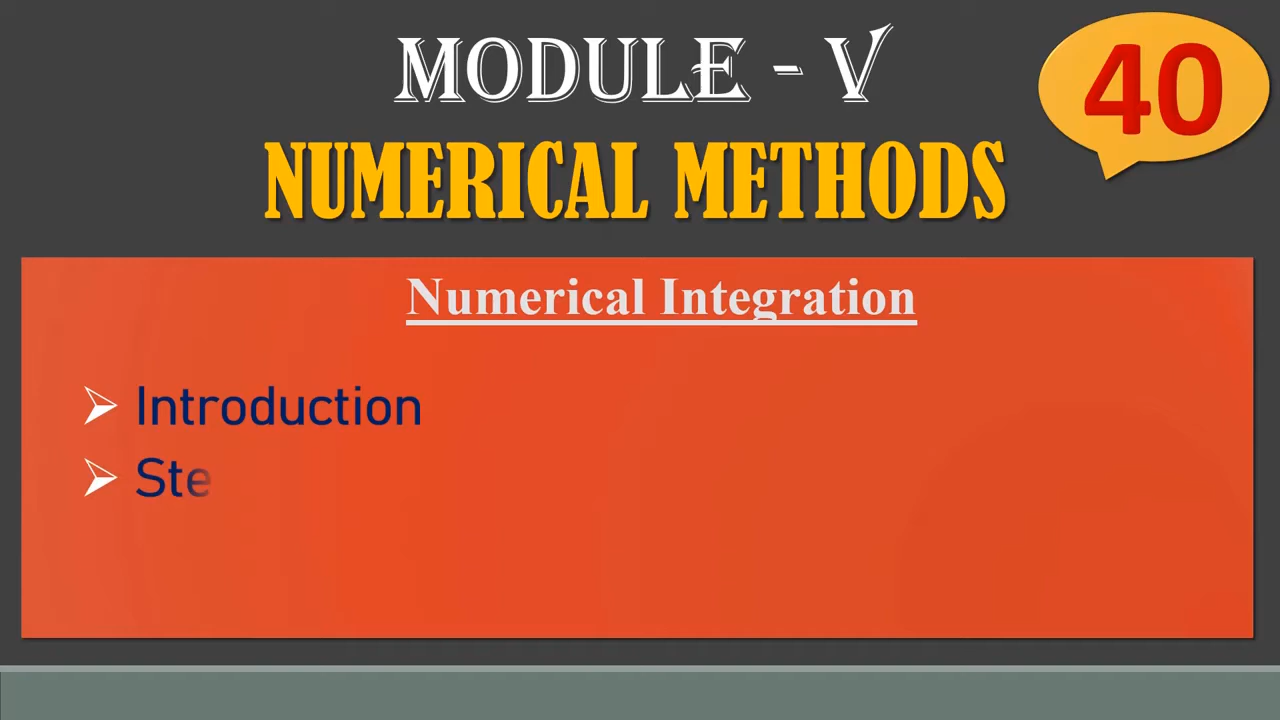 MODULE - V
40
NUMERICAL METHODS
Numerical Integration
Introduction
Ste